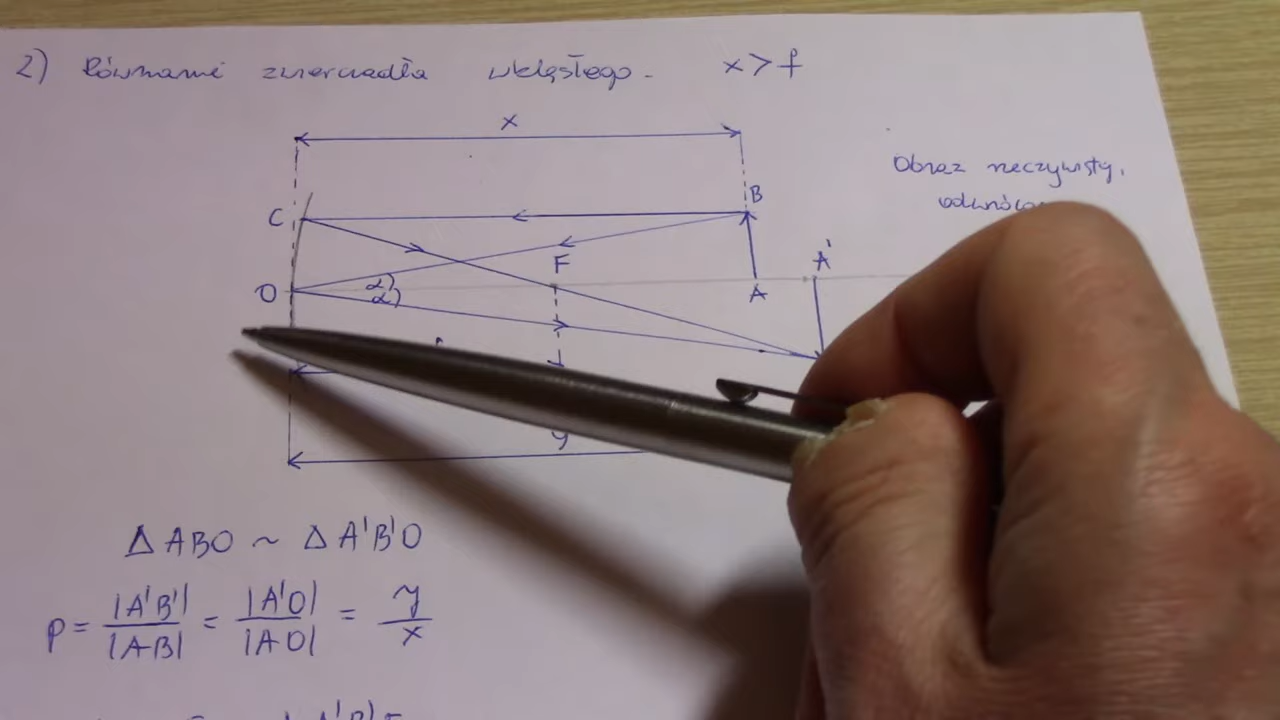 2) Równanie zwierciadła wklęsłego. x > f
x
Obraz rzeczywisty,
C
B
F
A'
O
α
α
A
y
Δ ABO ~ Δ A'B'O
p = |A'B'| / |AB| = |A'O| / |AO| = y / x